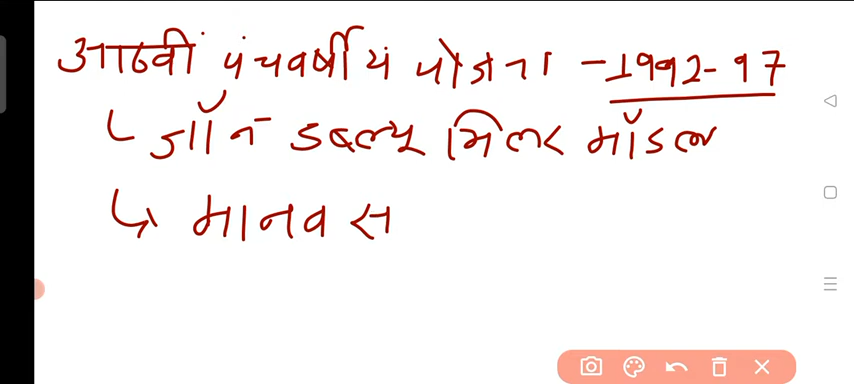 आठवी पंचवर्षीय योजना - 1992-97
जॉन डब्ल्यू मिलर मॉडल
मानव स